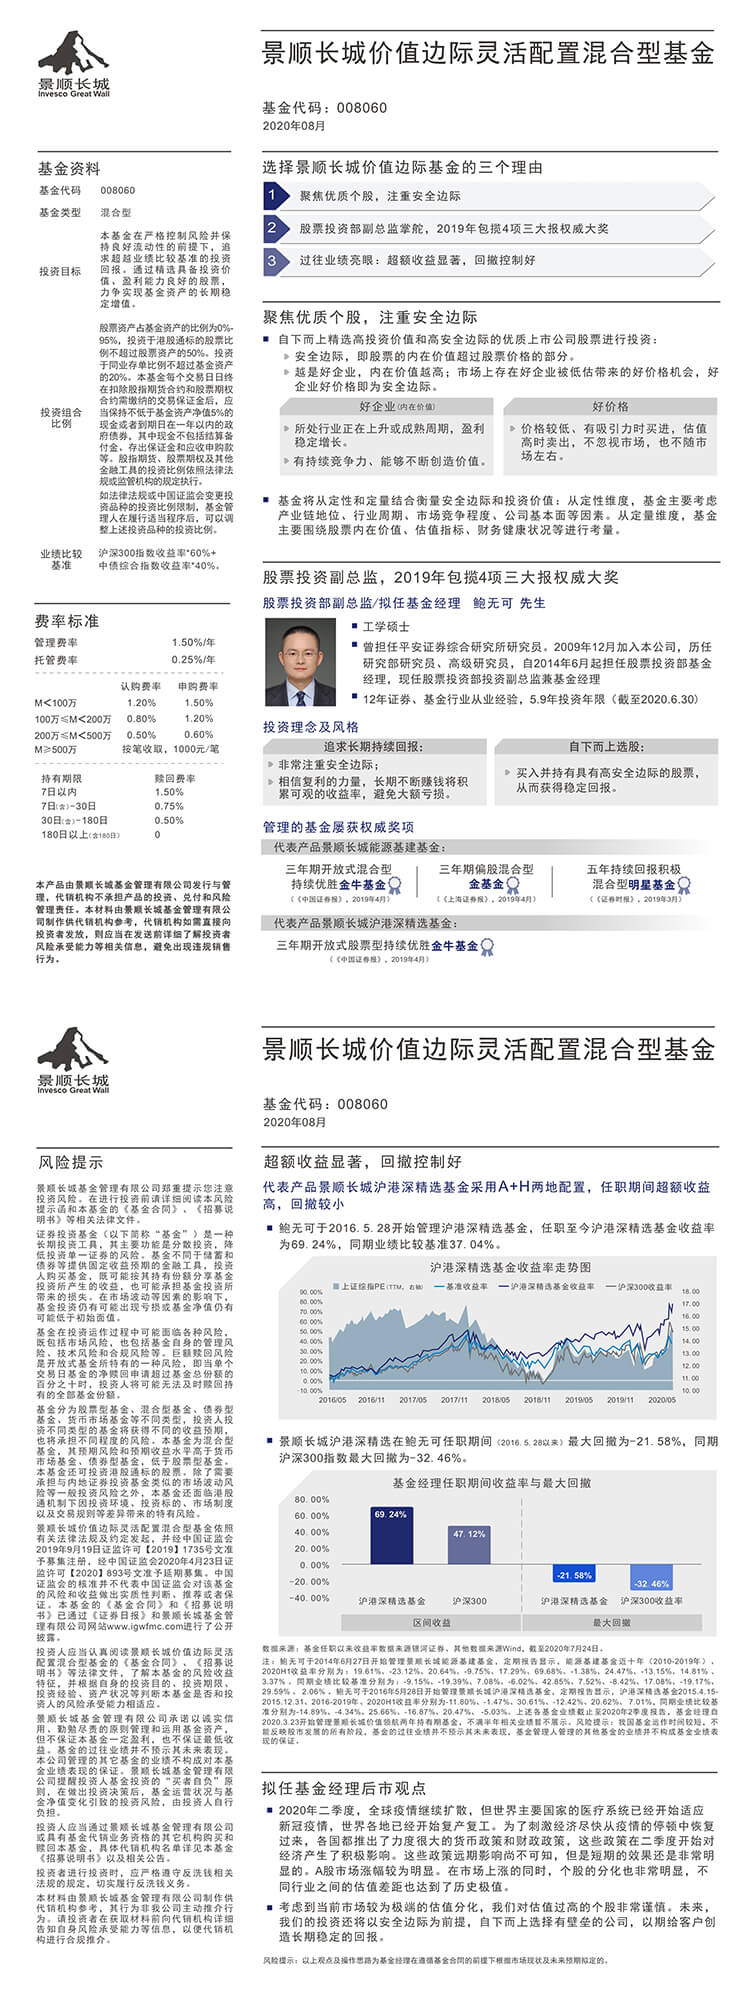 景顺长城
Invesco Great Wall
景顺长城价值边际灵活配置混合型基金
基金代码：008060
2020年08月
基金资料
基金代码 008060
基金类型 混合型
投资目标
本基金在严格控制风险并保
持良好流动性的前提下，追
求超越业绩比较基准的投资
回报。通过精选具备投资价
值、盈利能力良好的股票，
力争实现基金资产的长期稳
定增值。
投资组合
比例
股票资产占基金资产的比例为0%-
95%，投资于港股通标的股票比
例不超过股票资产的50%。投资
于同业存单比例不超过基金资产
的20%。本基金每个交易日日终
在扣除股指期货合约和股票期权
合约需缴纳的交易保证金后，应
当保持不低于基金资产净值5%的
现金或者到期日在一年以内的政
府债券，其中现金不包括结算备
付金、存出保证金和应收申购款
等。股指期货、股票期权及其他
金融工具的投资比例依照法律法
规或监管机构的规定执行。
如法律法规或中国证监会变更投
资品种的投资比例限制，基金管
理人在履行适当程序后，可以调
整上述投资品种的投资比例。
业绩比较
基准
沪深300指数收益率*60%+
中债综合指数收益率*40%。
费率标准
管理费率 1.50%/年
托管费率 0.25%/年
认购费率 申购费率
M＜100万 1.20% 1.50%
100万≤M＜200万 0.80% 1.20%
200万≤M＜500万 0.50% 0.60%
M≥500万 按笔收取，1000元/笔
持有期限 赎回费率
7日以内 1.50%
7日(含)-30日 0.75%
30日(含)-180日 0.50%
180日以上(含180日) 0
本产品由景顺长城基金管理有限公司发行与管
理，代销机构不承担产品的投资、兑付和风险
管理责任。本材料由景顺长城基金管理有限公
司制作供代销机构参考，代销机构如需直接向
投资者发放，则应当在发送前详细了解投资者
风险承受能力等相关信息，避免出现违规销售
行为。
选择景顺长城价值边际基金的三个理由
1 聚焦优质个股，注重安全边际
2 股票投资部副总监掌舵，2019年包揽4项三大报权威大奖
3 过往业绩亮眼：超额收益显著，回撤控制好
聚焦优质个股，注重安全边际
自下而上精选高投资价值和高安全边际的优质上市公司股票进行投资：
安全边际，即股票的内在价值超过股票价格的部分。
越是好企业，内在价值越高；市场上存在好企业被低估带来的好价格机会，好
企业好价格即为安全边际。
好企业(内在价值)
所处行业正在上升或成熟周期，盈利
稳定增长。
有持续竞争力、能够不断创造价值。
好价格
价格较低、有吸引力时买进，估值
高时卖出，不忽视市场，也不随市
场左右。
基金将从定性和定量结合衡量安全边际和投资价值：从定性维度，基金主要考虑
产业链地位、行业周期、市场竞争程度、公司基本面等因素。从定量维度，基金
主要围绕股票内在价值、估值指标、财务健康状况等进行考量。
股票投资副总监，2019年包揽4项三大报权威大奖
股票投资部副总监/拟任基金经理 鲍无可 先生
工学硕士
曾担任平安证券综合研究所研究员。2009年12月加入本公司，历任
研究部研究员、高级研究员，自2014年6月起担任股票投资部基金
经理，现任股票投资部投资副总监兼基金经理
12年证券、基金行业从业经验，5.9年投资年限（截至2020.6.30）
投资理念及风格
追求长期持续回报：
非常注重安全边际；
相信复利的力量，长期不断赚钱将积
累可观的收益率，避免大额亏损。
自下而上选股：
买入并持有具有高安全边际的股票，
从而获得稳定回报。
管理的基金屡获权威奖项
代表产品景顺长城能源基建基金：
三年期开放式混合型
持续优胜金牛基金
（《中国证券报》，2019年4月）
三年期偏股混合型
金基金
（《上海证券报》，2019年4月）
五年持续回报积极
混合型明星基金
（《证券时报》，2019年3月）
代表产品景顺长城沪港深精选基金：
三年期开放式股票型持续优胜金牛基金
（《中国证券报》，2019年4月）
景顺长城
Invesco Great Wall
景顺长城价值边际灵活配置混合型基金
基金代码：008060
2020年08月
风险提示
景顺长城基金管理有限公司郑重提示您注意
投资风险。在进行投资前请详细阅读本风险
提示函和本基金的《基金合同》、《招募说
明书》等相关法律文件。
证券投资基金（以下简称“基金”）是一种
长期投资工具，其主要功能是分散投资，降
低投资单一证券的风险。基金不同于储蓄和
债券等提供固定收益预期的金融工具，投资
人购买基金，既可能按其持有份额分享基金
投资所产生的收益，也可能承担基金投资所
带来的损失。在市场波动等因素的影响下，
基金投资仍有可能出现亏损或基金净值仍有
可能低于初始面值。
基金在投资运作过程中可能面临各种风险，
既包括市场风险，也包括基金自身的管理风
险、技术风险和合规风险等。巨额赎回风险
是开放式基金所特有的一种风险，即当单个
交易日基金的净赎回申请超过基金总份额的
百分之十时，投资人将可能无法及时赎回持
有的全部基金份额。
基金分为股票型基金、混合型基金、债券型
基金、货币市场基金等不同类型，投资人投
资不同类型的基金将获得不同的收益预期，
也将承担不同程度的风险。本基金为混合型
基金，其预期风险和预期收益水平高于货币
市场基金、债券型基金，低于股票型基金。
本基金还可投资港股通标的股票。除了需要
承担与内地证券投资基金类似的市场波动风
险等一般投资风险之外，本基金还面临港股
通机制下因投资环境、投资标的、市场制度
以及交易规则等差异带来的特有风险。
景顺长城价值边际灵活配置混合型基金依照
有关法律法规及约定发起，并经中国证监会
2019年9月19日证监许可【2019】1735号文准
予募集注册，经中国证监会2020年4月23日证
监许可【2020】893号文准予延期募集。中国
证监会的核准并不代表中国证监会对该基金
的风险和收益做出实质性判断、推荐或者保
证。本基金的《基金合同》和《招募说明
书》已通过《证券日报》和景顺长城基金管
理有限公司网站www.igwfmc.com进行了公开
披露。
投资人应当认真阅读景顺长城价值边际灵活
配置混合型基金的《基金合同》、《招募说
明书》等法律文件，了解本基金的风险收益
特征，并根据自身的投资目的、投资期限、
投资经验、资产状况等判断本基金是否和投
资人的风险承受能力相适应。
景顺长城基金管理有限公司承诺以诚实信
用、勤勉尽责的原则管理和运用基金资产，
但不保证本基金一定盈利，也不保证最低收
益。基金的过往业绩并不预示其未来表现。
本公司管理的其它基金的业绩不构成对本基
金业绩表现的保证。景顺长城基金管理有限
公司提醒投资人基金投资的“买者自负”原
则，在做出投资决策后，基金运营状况与基
金净值变化引致的投资风险，由投资人自行
负担。
投资人应当通过景顺长城基金管理有限公司
或具有基金代销业务资格的其它机构购买和
赎回本基金，具体代销机构名单详见本基金
《招募说明书》以及相关公告。
投资者进行投资时，应严格遵守反洗钱相关
法规的规定，切实履行反洗钱义务。
本材料由景顺长城基金管理有限公司制作供
代销机构参考，其行为非我公司主动推介行
为。请投资者在获取材料前向代销机构详细
告知自身风险承受能力等信息，以便代销机
构进行合规推介。
超额收益显著，回撤控制好
代表产品景顺长城沪港深精选基金采用A+H两地配置，任职期间超额收益
高，回撤较小
鲍无可于2016.5.28开始管理沪港深精选基金，任职至今沪港深精选基金收益率
为69.24%，同期业绩比较基准37.04%。
沪港深精选基金收益率走势图
上证综指PE（TTM，右轴） 基准收益率 沪港深精选基金收益率 沪深300收益率
90.00% 18.00
80.00% 17.00
70.00% 16.00
60.00% 15.00
50.00% 14.00
40.00%
30.00% 13.00
20.00% 12.00
10.00%
0.00% 11.00
-10.00% 10.00
2016/05 2016/11 2017/05 2017/11 2018/05 2018/11 2019/05 2019/11 2020/05
景顺长城沪港深精选在鲍无可任职期间（2016.5.28以来）最大回撤为-21.58%，同期
沪深300指数最大回撤为-32.46%。
基金经理任职期间收益率与最大回撤
80.00%
60.00%
40.00%
20.00%
0.00%
-20.00%
-40.00%
69.24%
47.12%
-21.58%
-32.46%
沪港深精选基金 沪深300 沪港深精选基金 沪深300收益率
区间收益 最大回撤
数据来源：基金任职以来收益率数据来源银河证券，其他数据来源Wind，截至2020年7月24日。
注：鲍无可于2014年6月27日开始管理景顺长城能源基建基金，定期报告显示，能源基建基金近十年（2010-2019年）、
2020H1收益率分别为：19.61%、-23.12%、20.64%、-9.75%、17.29%、69.68%、-1.38%、24.47%、-13.15%、14.81%、
3.37%。同期业绩比较基准分别为：-9.15%、-19.39%、7.08%、-6.02%、42.85%、7.52%、-8.42%、17.08%、-19.17%、
29.59%、2.06%。鲍无可于2016年5月28日开始管理景顺长城沪港深精选基金，定期报告显示，沪港深精选基金2015.4.15-
2015.12.31、2016-2019年、2020H1收益率分别为-11.80%、-1.47%、30.61%、-12.42%、20.62%、7.01%。同期业绩比较基
准分别为-14.89%、-4.34%、25.66%、-16.87%、20.47%、-5.03%。上述各基金业绩截止至2020年2季度报告，基金经理自
2020.3.23开始管理景顺长城价值领航两年持有期基金，不满半年相关业绩暂不展示。风险提示：我国基金运作时间较短，不
能反映股市发展的所有阶段，基金的过往业绩并不预示其未来表现，基金管理人管理的其他基金的业绩并不构成基金业绩表
现的保证。
拟任基金经理后市观点
2020年二季度，全球疫情继续扩散，但世界主要国家的医疗系统已经开始适应
新冠疫情，世界各地已经开始复产复工。为了刺激经济尽快从疫情的停顿中恢复
过来，各国都推出了力度很大的货币政策和财政政策，这些政策在二季度开始对
经济产生了积极影响。这些政策远期影响尚不可知，但是短期的效果还是非常明
显的。A股市场涨幅较为明显。在市场上涨的同时，个股的分化也非常明显，不
同行业之间的估值差距也达到了历史极值。
考虑到当前市场较为极端的估值分化，我们对估值过高的个股非常谨慎。未来，
我们的投资还将以安全边际为前提，自下而上选择有壁垒的公司，以期给客户创
造长期稳定的回报。
风险提示：以上观点及操作思路为基金经理在遵循基金合同的前提下根据市场现状及未来预期拟定的。